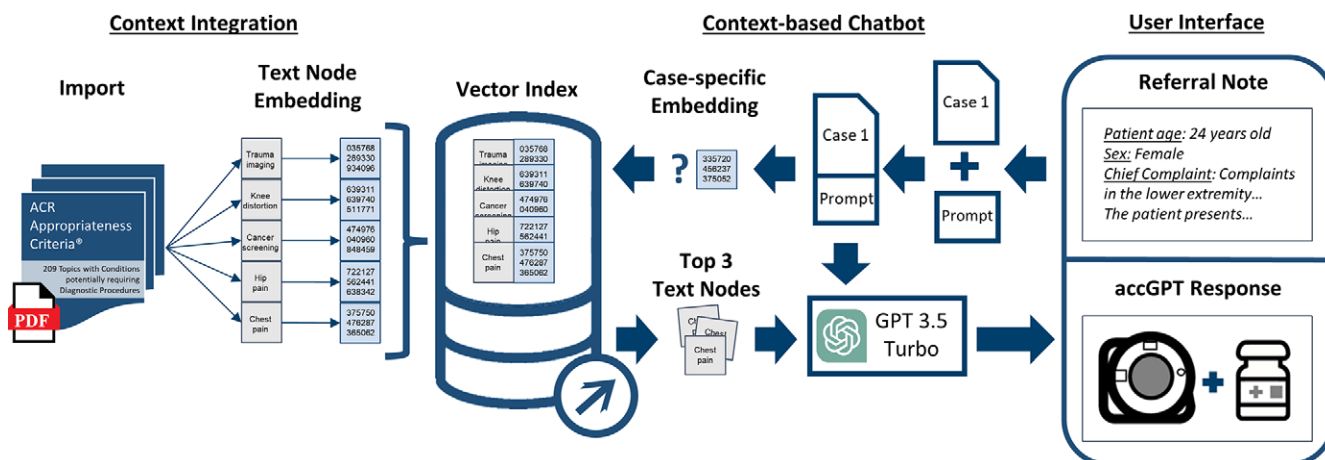 Context Integration
Context-based Chatbot
User Interface
Import
Text Node
Embedding
Vector Index
Case-specific
Embedding
Referral Note
ACR
Appropriateness
Criteria®
209 Topics with Conditions
potentially requiring
Diagnostic Procedures
PDF
Trauma
imaging
035768
289330
934096
Knee
distortion
639311
639740
511771
Cancer
screening
474976
040960
848459
Hip
pain
722127
562441
638342
Chest
pain
375750
476287
365062
Trauma
035768
289330
Knee
639311
639740
Cancer
474976
040960
Hip
722127
562441
Chest
pain
375750
476287
365062
?
335720
456237
375052
Case 1
Prompt
Case 1
+
Prompt
Patient age: 24 years old
Sex: Female
Chief Complaint: Complaints
in the lower extremity...
The patient presents...
Top 3
Text Nodes
Chest
pain
GPT 3.5
Turbo
accGPT Response
+